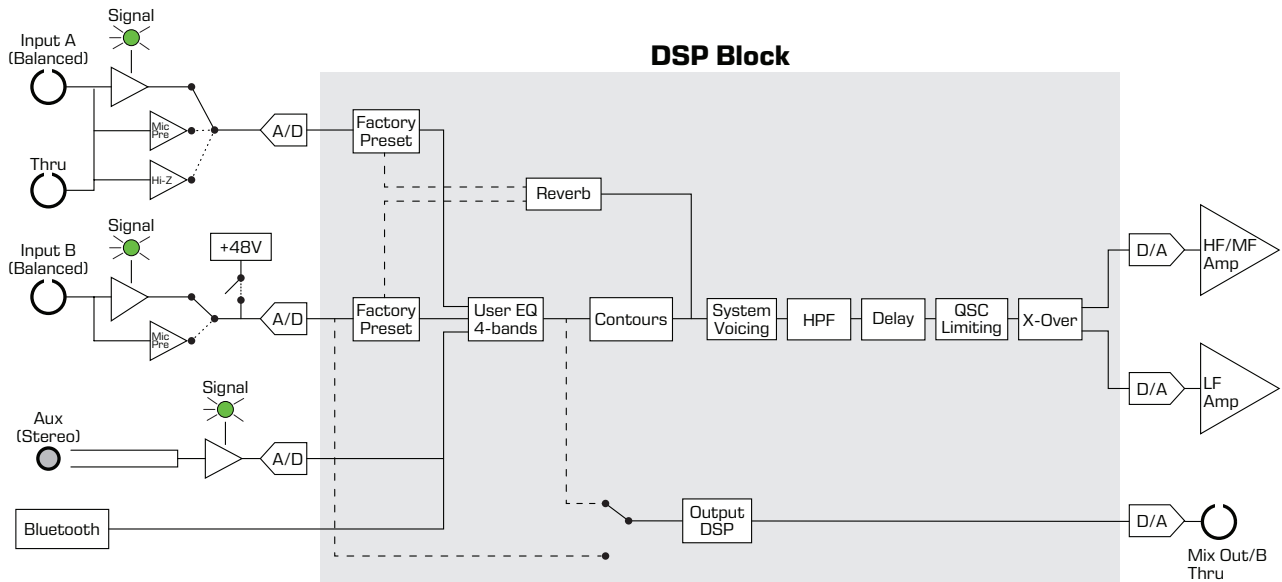 DSP Block
Signal
Input A
(Balanced)
Mic
Pre
Hi-Z
Thru
A/D
Factory
Preset
Reverb
Signal
Input B
(Balanced)
Mic
Pre
+48V
A/D
Factory
Preset
User EQ
4-bands
Contours
System
Voicing
HPF
Delay
QSC
Limiting
X-Over
D/A
HF/MF
Amp
D/A
LF
Amp
Signal
Aux
(Stereo)
A/D
Bluetooth
Output
DSP
D/A
Mix Out/B
Thru